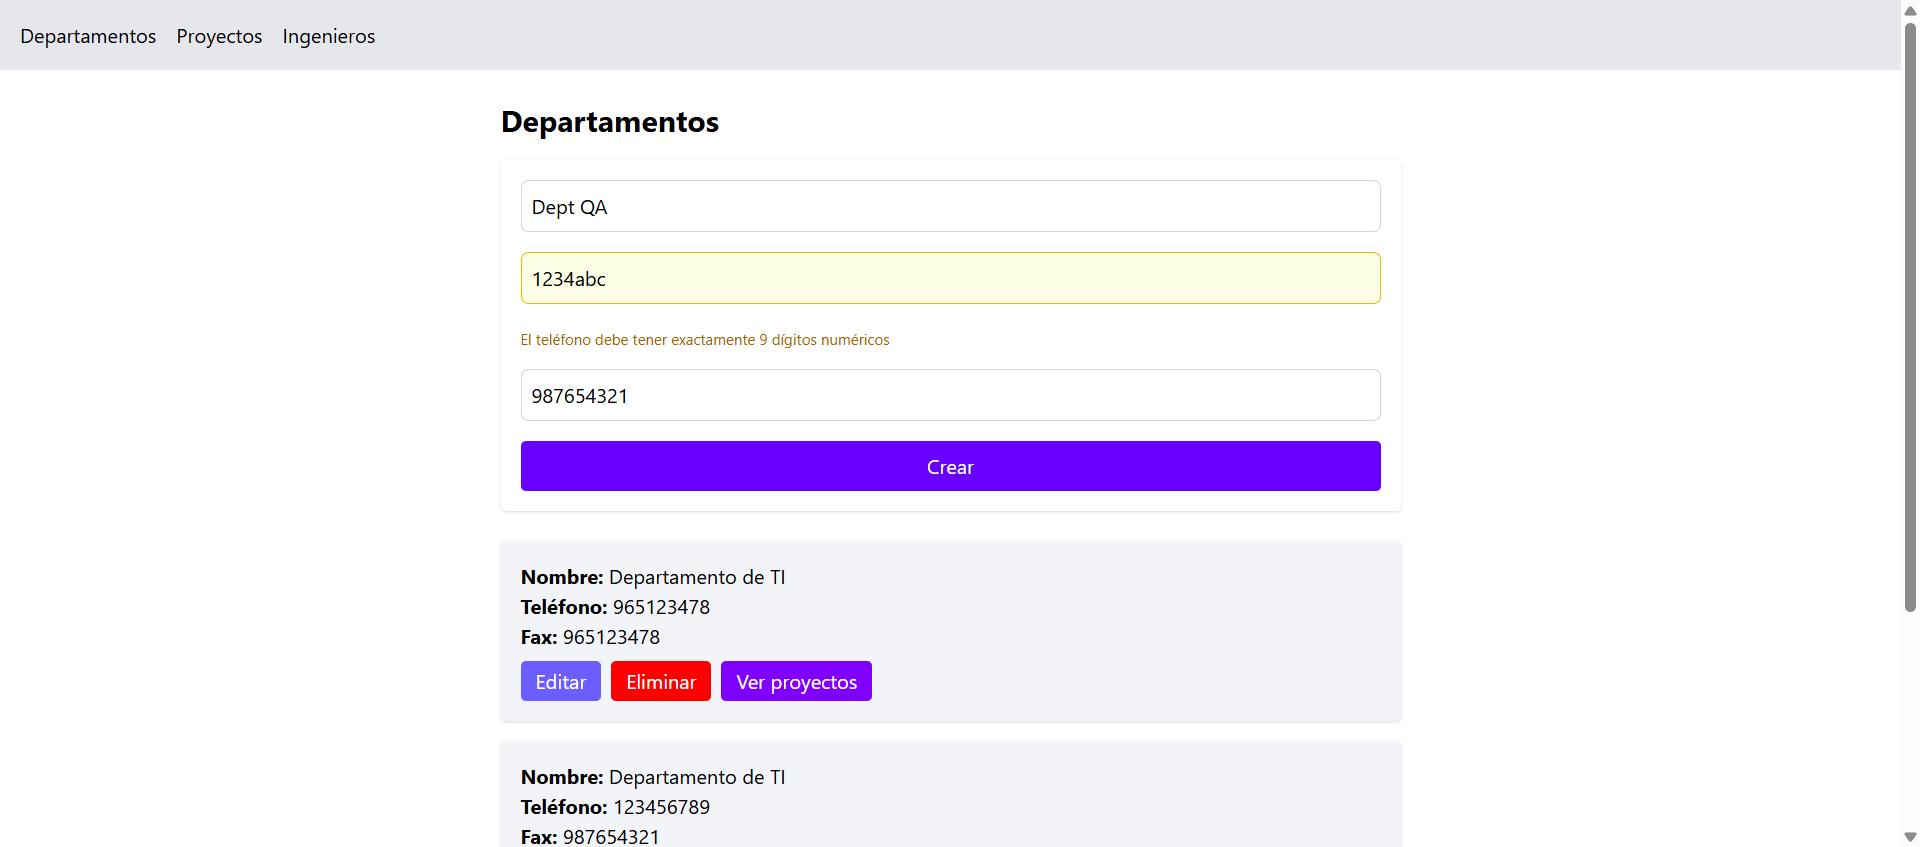 Departamentos Proyectos Ingenieros
Departamentos
Dept QA
1234abc
El teléfono debe tener exactamente 9 dígitos numéricos
987654321
Crear
Nombre: Departamento de TI
Teléfono: 965123478
Fax: 965123478
Editar Eliminar Ver proyectos
Nombre: Departamento de TI
Teléfono: 123456789
Fax: 987654321